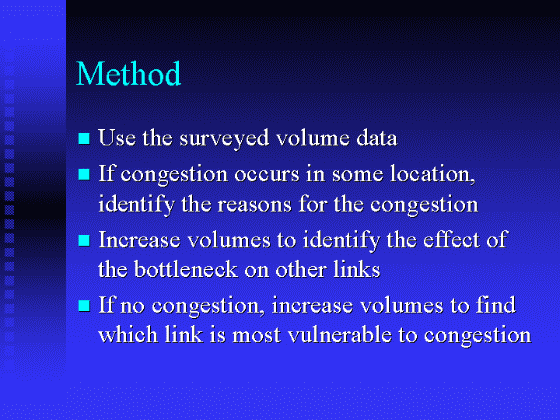 Method
Use the surveyed volume data
If congestion occurs in some location,
identify the reasons for the congestion
Increase volumes to identify the effect of
the bottleneck on other links
If no congestion, increase volumes to find
which link is most vulnerable to congestion